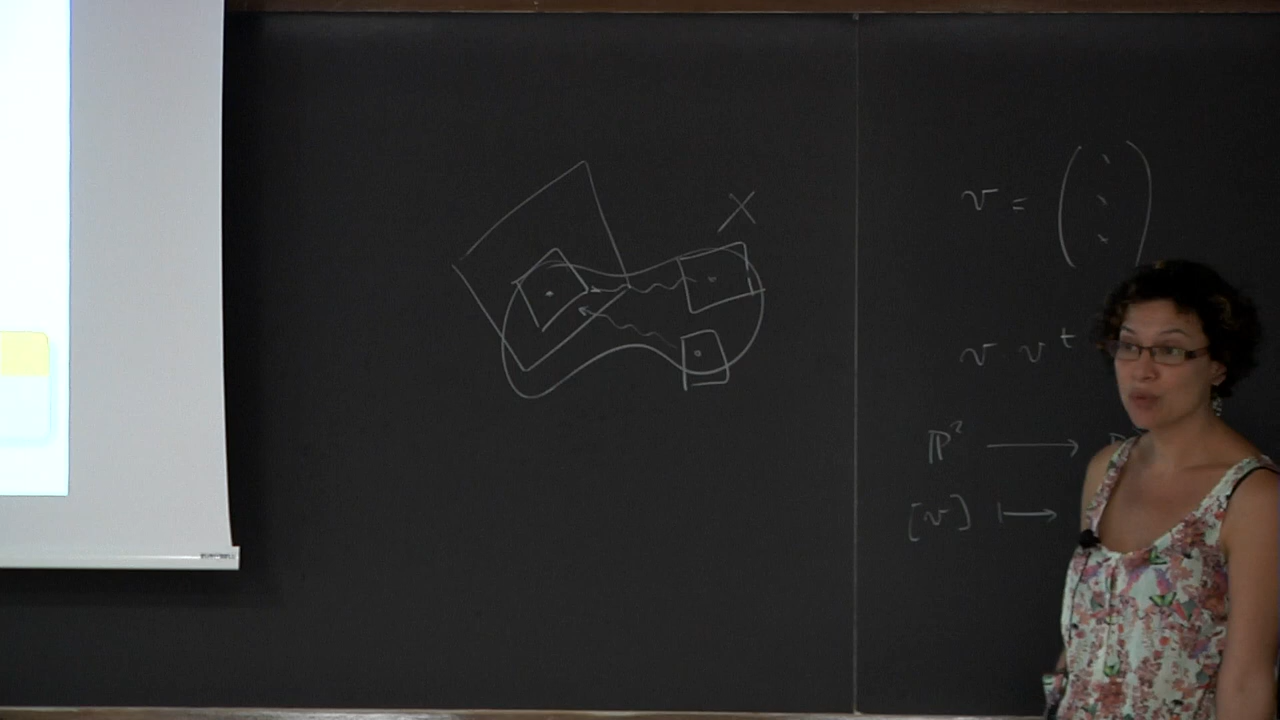 X
v = ( : )
v v^t
ℙ² ⟶
[v] ⟼